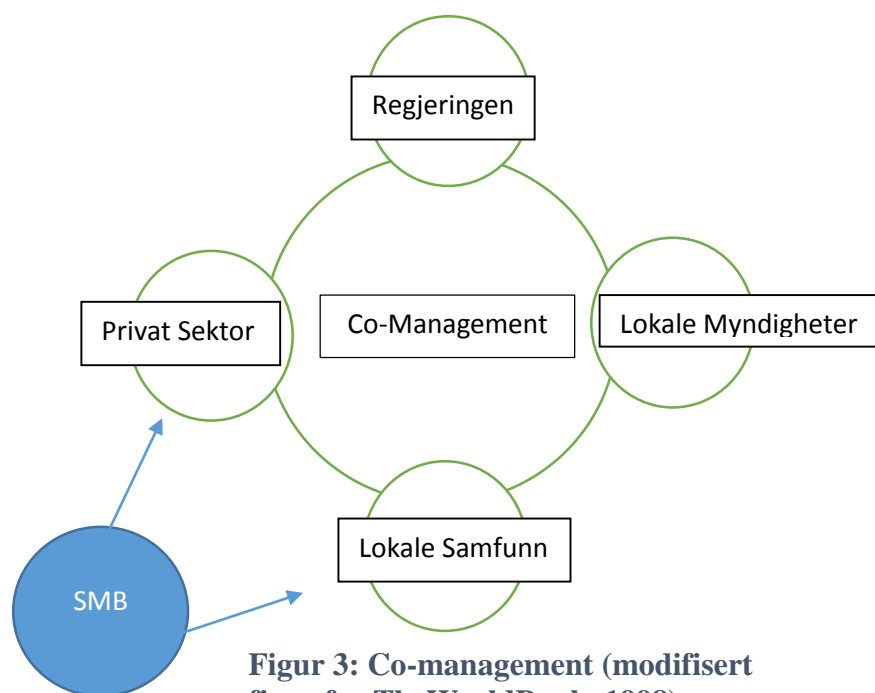 Regjeringen
Privat Sektor
Co-Management
Lokale Myndigheter
Lokale Samfunn
SMB
Figur 3: Co-management (modifisert